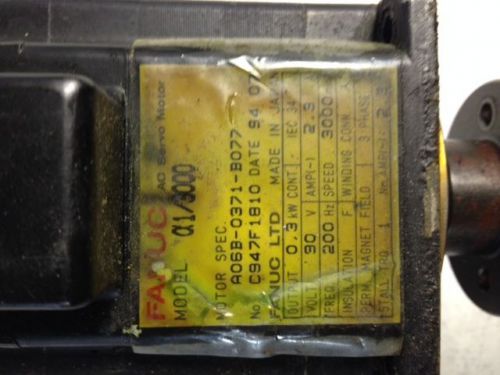 FANUC AC Servo Motor
MODEL α1/3000
MOTOR SPEC.
A06B-0371-B077
No. C947F1810 DATE 94.07
FANUC LTD MADE IN JAPAN
OUTPUT 0.3 kW CONT. IEC 34
VOLT 90 V AMP(~) 2.3 A
FREQ. 200 Hz SPEED 3000
INSULATION F WINDING CONN.
PERM. MAGNET FIELD 3 PHASE
STALL TRQ 1 Nm AMP(~) 2.